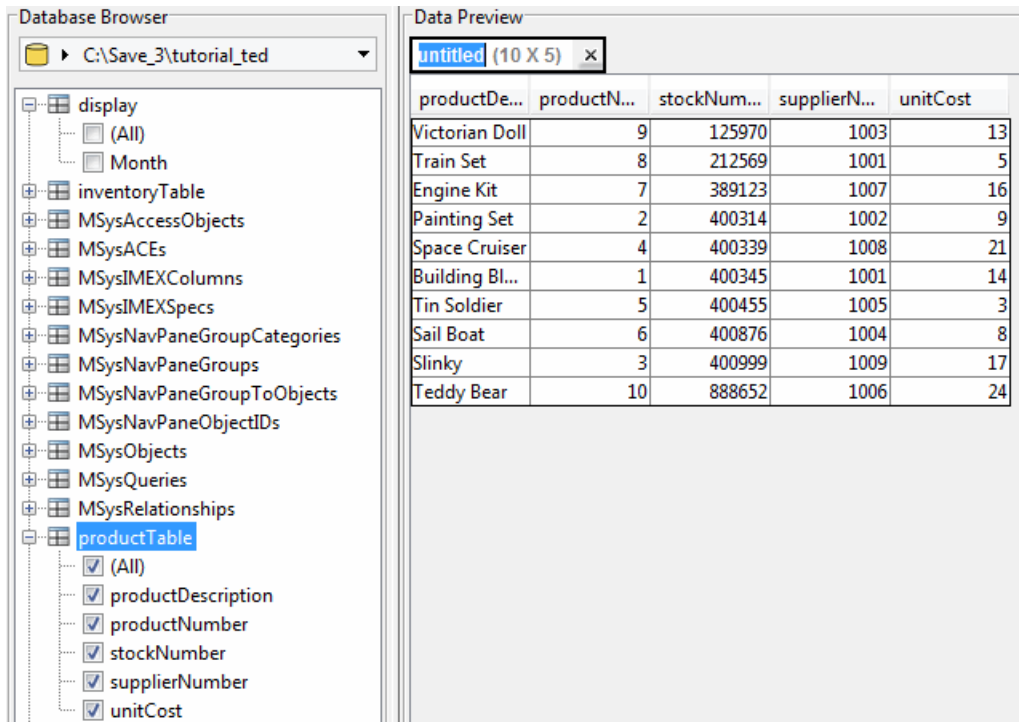 Database Browser
C:\Save_3\tutorial_ted
display
(All)
Month
inventoryTable
MSysAccessObjects
MSysACEs
MSysIMEXColumns
MSysIMEXSpecs
MSysNavPaneGroupCategories
MSysNavPaneGroups
MSysNavPaneGroupToObjects
MSysNavPaneObjectIDs
MSysObjects
MSysQueries
MSysRelationships
productTable
(All)
productDescription
productNumber
stockNumber
supplierNumber
unitCost
Data Preview
untitled (10 X 5) ×
productDe... productN... stockNum... supplierN... unitCost
Victorian Doll 9 125970 1003 13
Train Set 8 212569 1001 5
Engine Kit 7 389123 1007 16
Painting Set 2 400314 1002 9
Space Cruiser 4 400339 1008 21
Building Bl... 1 400345 1001 14
Tin Soldier 5 400455 1005 3
Sail Boat 6 400876 1004 8
Slinky 3 400999 1009 17
Teddy Bear 10 888652 1006 24